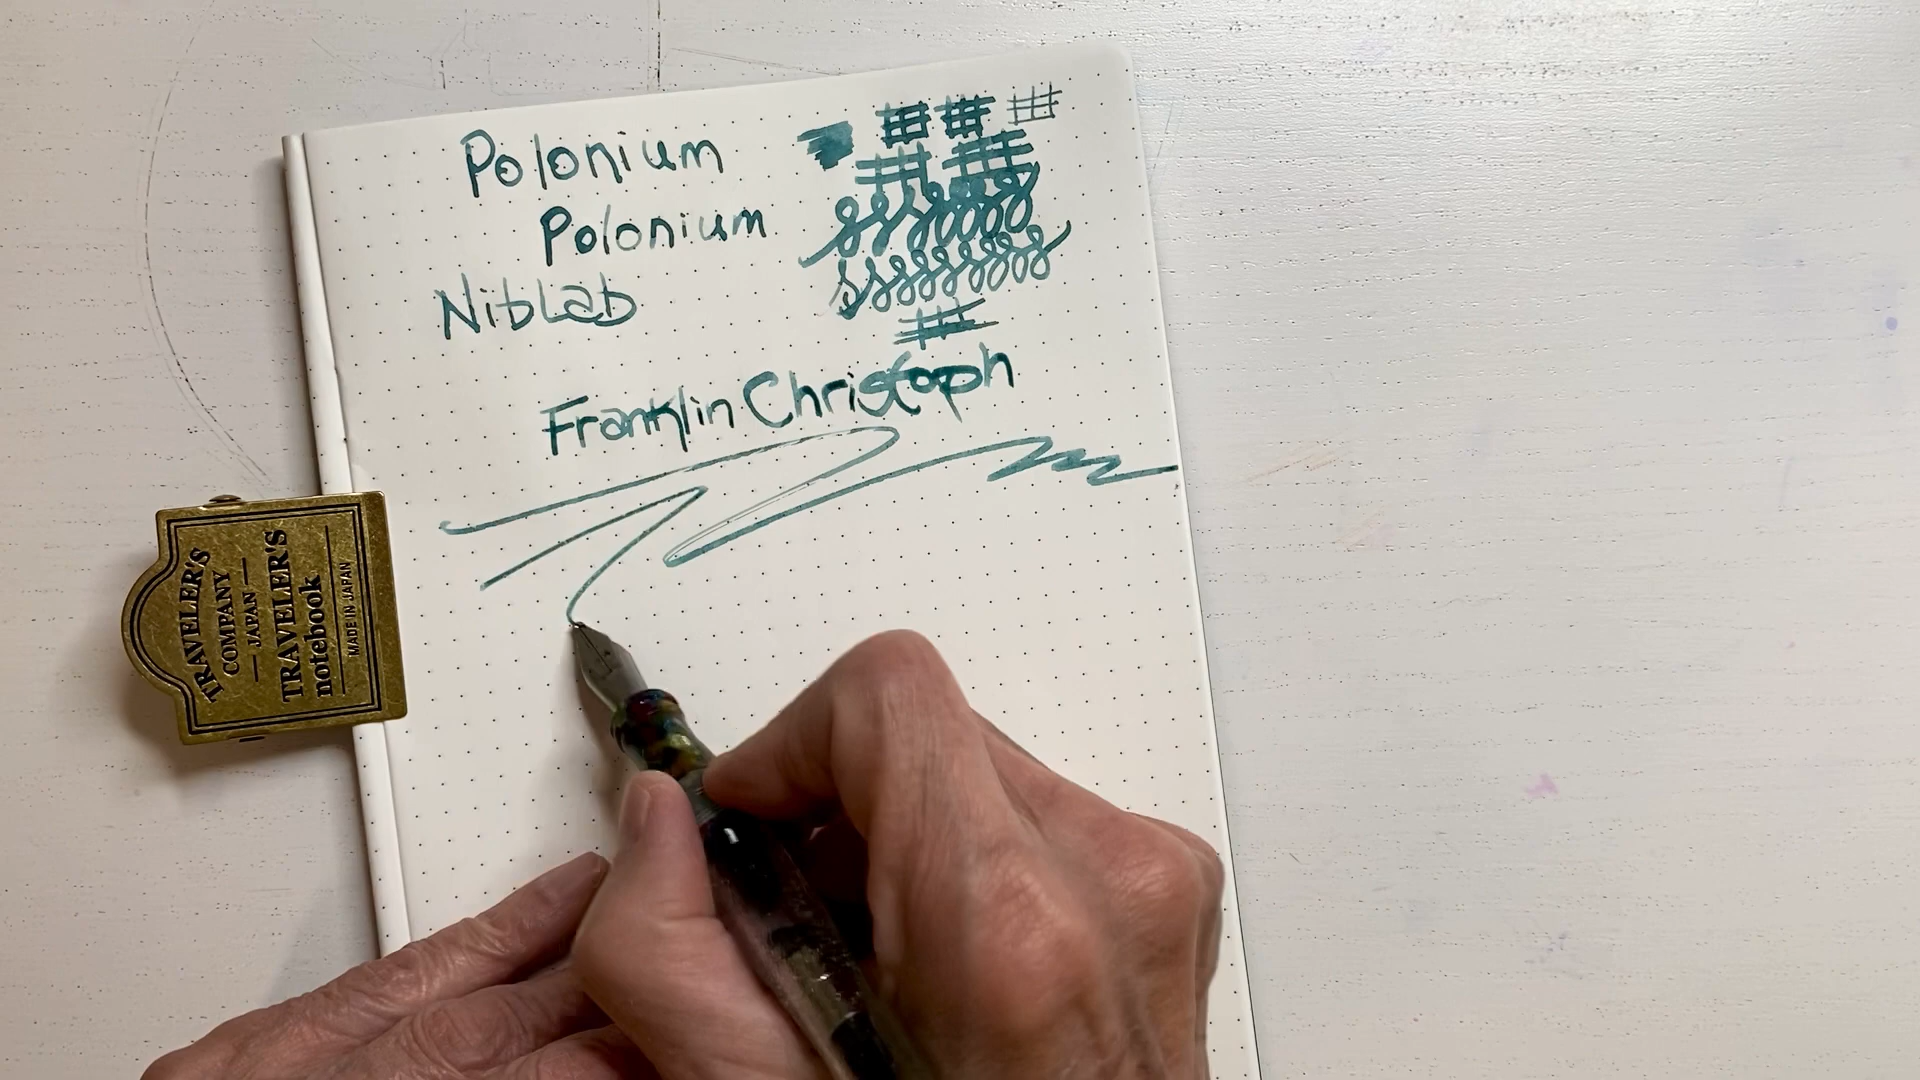 Polonium
Polonium
NibLab
Franklin Christoph
TRAVELER'S
COMPANY
JAPAN
TRAVELER'S
notebook
MADE IN JAPAN